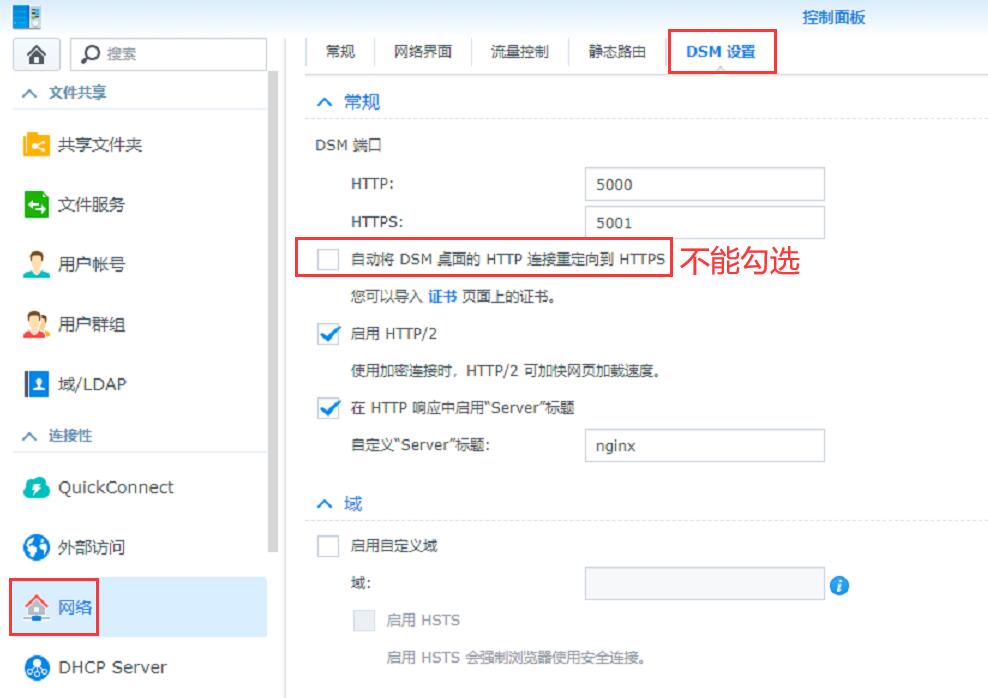 控制面板
搜索
文件共享
共享文件夹
文件服务
用户帐号
用户群组
域/LDAP
连接性
QuickConnect
外部访问
网络
DHCP Server
常规
网络界面
流量控制
静态路由
DSM 设置
常规
DSM 端口
HTTP:
5000
HTTPS:
5001
自动将 DSM 桌面的 HTTP 连接重定向到 HTTPS
不能勾选
您可以导入 证书 页面上的证书。
启用 HTTP/2
使用加密连接时，HTTP/2 可加快网页加载速度。
在 HTTP 响应中启用“Server”标题
自定义“Server”标题:
nginx
域
启用自定义域
域:
启用 HSTS
启用 HSTS 会强制浏览器使用安全连接。